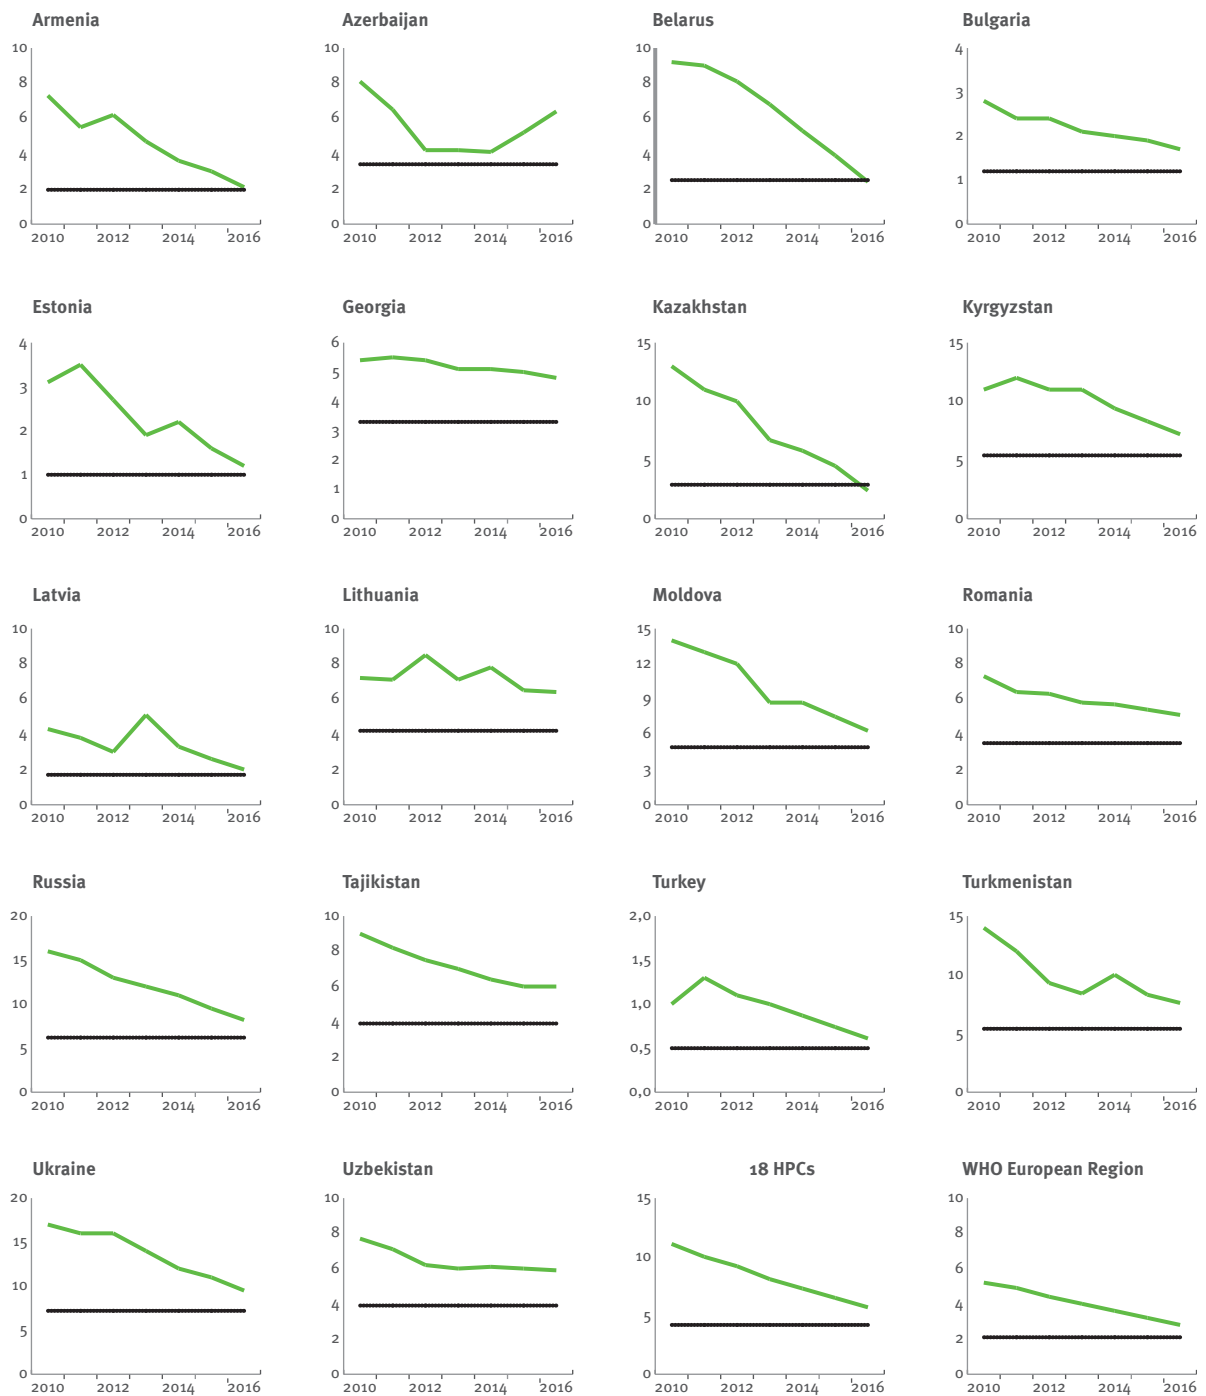 Armenia
Azerbaijan
Belarus
Bulgaria
10
8
6
4
2
0
2010 2012 2014 2016
10
8
6
4
2
0
2010 2012 2014 2016
10
8
6
4
2
0
2010 2012 2014 2016
4
3
2
1
0
2010 2012 2014 2016
Estonia
Georgia
Kazakhstan
Kyrgyzstan
4
3
2
1
0
2010 2012 2014 2016
6
5
4
3
2
1
0
2010 2012 2014 2016
15
10
5
0
2010 2012 2014 2016
15
10
5
0
2010 2012 2014 2016
Latvia
Lithuania
Moldova
Romania
10
8
6
4
2
0
2010 2012 2014 2016
10
8
6
4
2
0
2010 2012 2014 2016
15
12
9
6
3
0
2010 2012 2014 2016
10
8
6
4
2
0
2010 2012 2014 2016
Russia
Tajikistan
Turkey
Turkmenistan
20
15
10
5
0
2010 2012 2014 2016
10
8
6
4
2
0
2010 2012 2014 2016
2,0
1,5
1,0
0,5
0,0
2010 2012 2014 2016
15
10
5
0
2010 2012 2014 2016
Ukraine
Uzbekistan
18 HPCs
WHO European Region
20
15
10
5
0
2010 2012 2014 2016
10
8
6
4
2
0
2010 2012 2014 2016
15
10
5
0
2010 2012 2014 2016
10
8
6
4
2
0
2010 2012 2014 2016